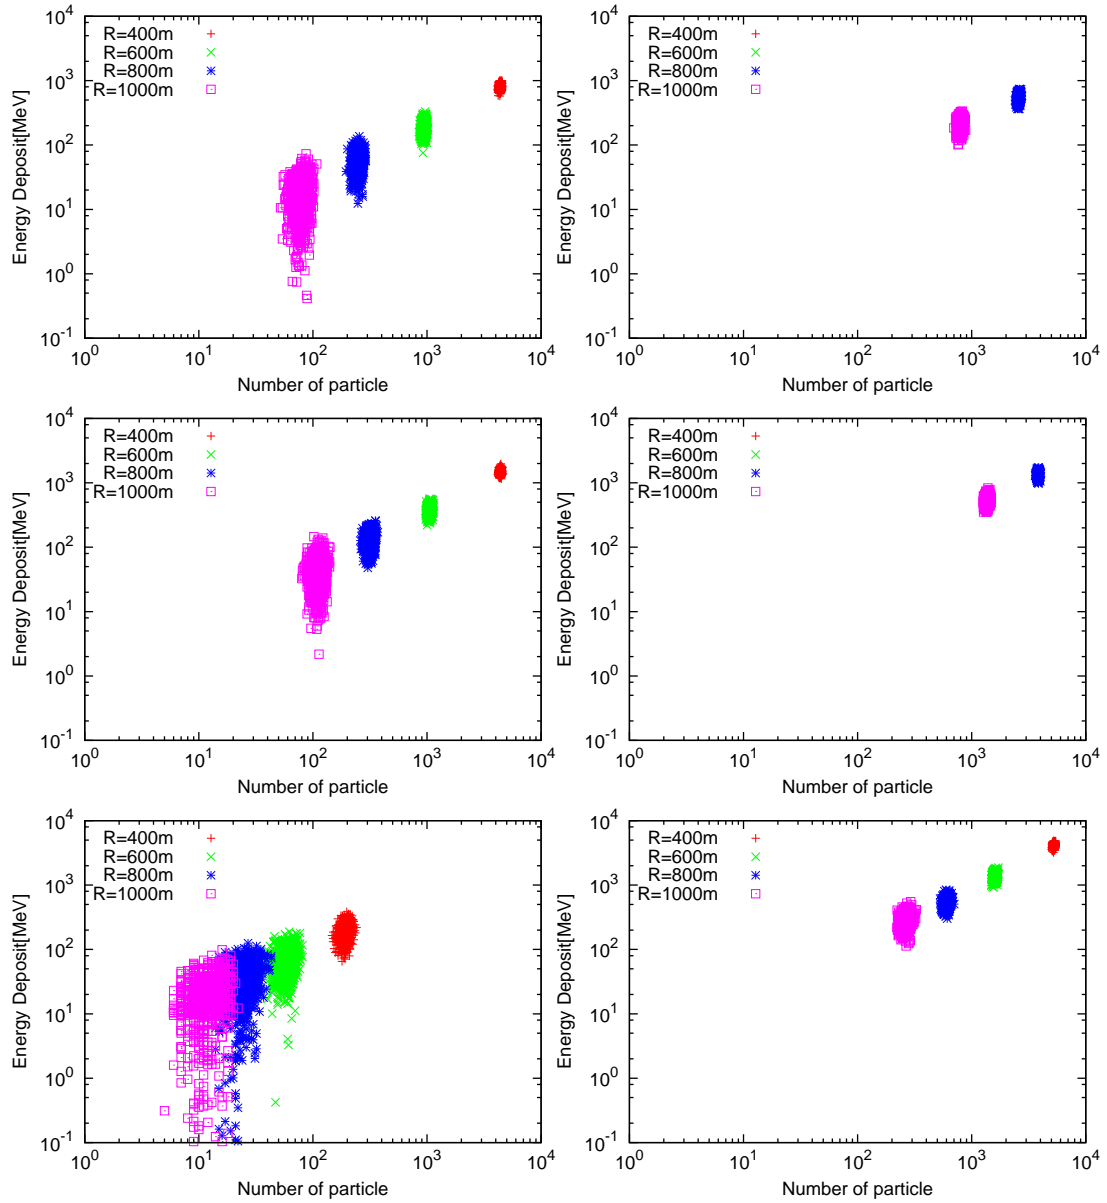 Energy Deposit[MeV]
10^4
10^3
10^2
10^1
10^0
10^-1
R=400m
R=600m
R=800m
R=1000m
10^0 10^1 10^2 10^3 10^4
Number of particle
Energy Deposit[MeV]
10^4
10^3
10^2
10^1
10^0
10^-1
R=400m
R=600m
R=800m
R=1000m
10^0 10^1 10^2 10^3 10^4
Number of particle
Energy Deposit[MeV]
10^4
10^3
10^2
10^1
10^0
10^-1
R=400m
R=600m
R=800m
R=1000m
10^0 10^1 10^2 10^3 10^4
Number of particle
Energy Deposit[MeV]
10^4
10^3
10^2
10^1
10^0
10^-1
R=400m
R=600m
R=800m
R=1000m
10^0 10^1 10^2 10^3 10^4
Number of particle
Energy Deposit[MeV]
10^4
10^3
10^2
10^1
10^0
10^-1
R=400m
R=600m
R=800m
R=1000m
10^0 10^1 10^2 10^3 10^4
Number of particle
Energy Deposit[MeV]
10^4
10^3
10^2
10^1
10^0
10^-1
R=400m
R=600m
R=800m
R=1000m
10^0 10^1 10^2 10^3 10^4
Number of particle